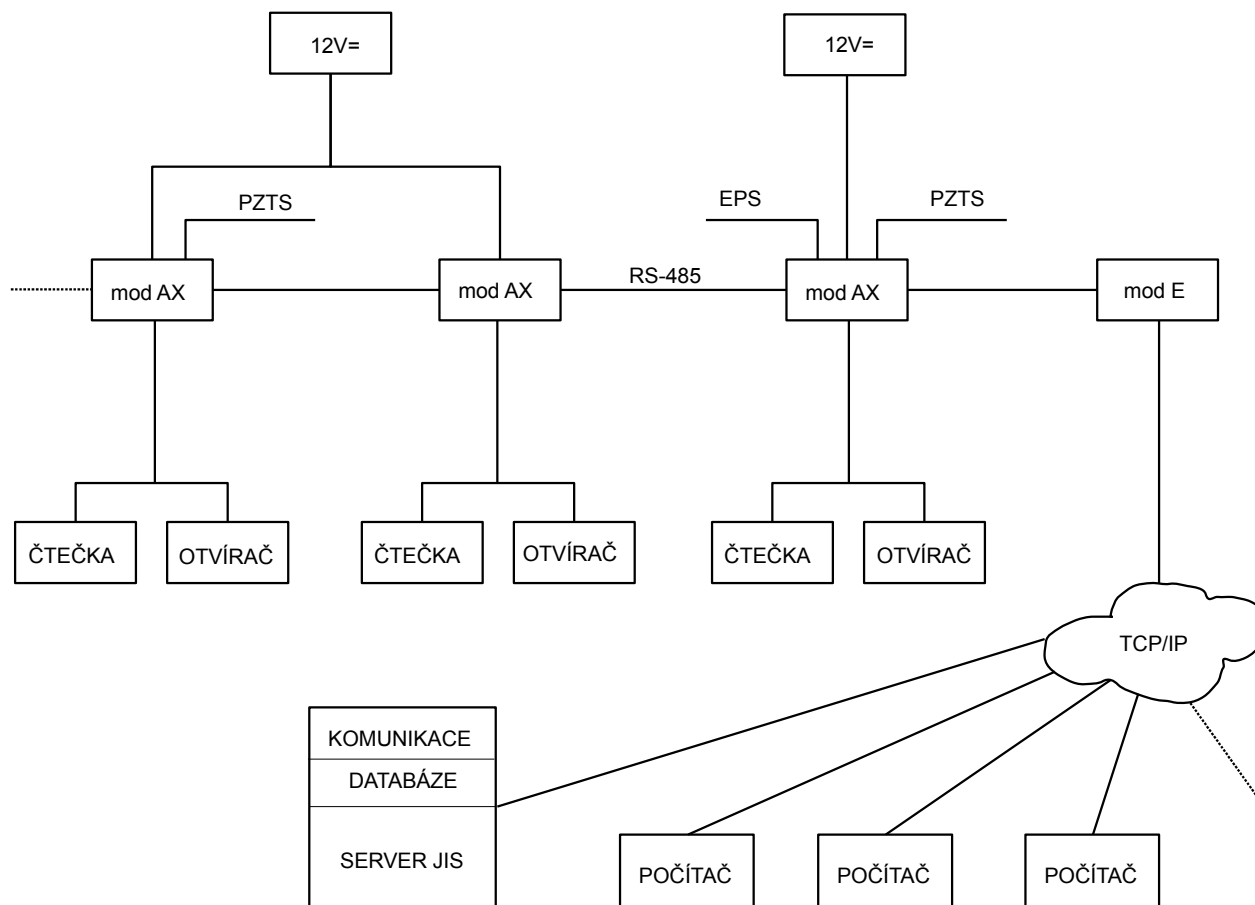 12V=
12V=
PZTS
EPS
PZTS
mod AX
mod AX
RS-485
mod AX
mod E
ČTEČKA
OTVÍRAČ
ČTEČKA
OTVÍRAČ
ČTEČKA
OTVÍRAČ
TCP/IP
KOMUNIKACE
DATABÁZE
SERVER JIS
POČÍTAČ
POČÍTAČ
POČÍTAČ